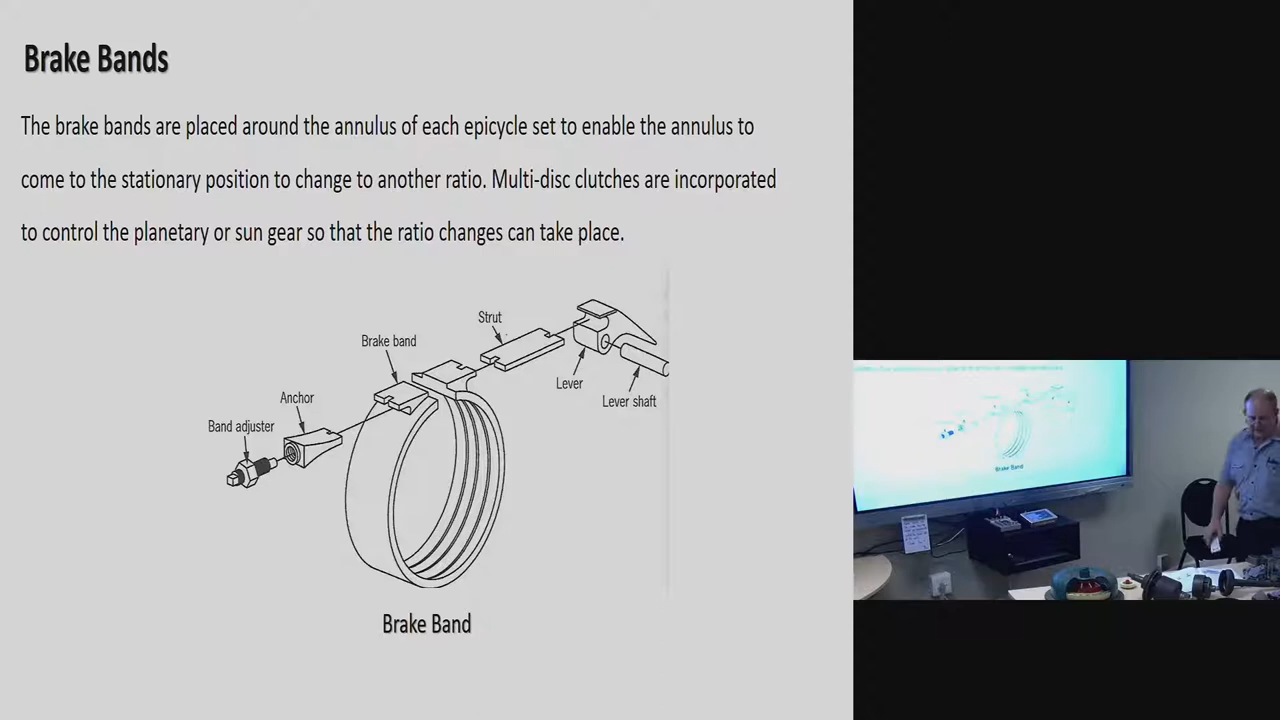 Brake Bands
The brake bands are placed around the annulus of each epicycle set to enable the annulus to
come to the stationary position to change to another ratio. Multi-disc clutches are incorporated
to control the planetary or sun gear so that the ratio changes can take place.
Strut
Brake band
Lever
Anchor
Lever shaft
Band adjuster
Brake Band
Brake Band